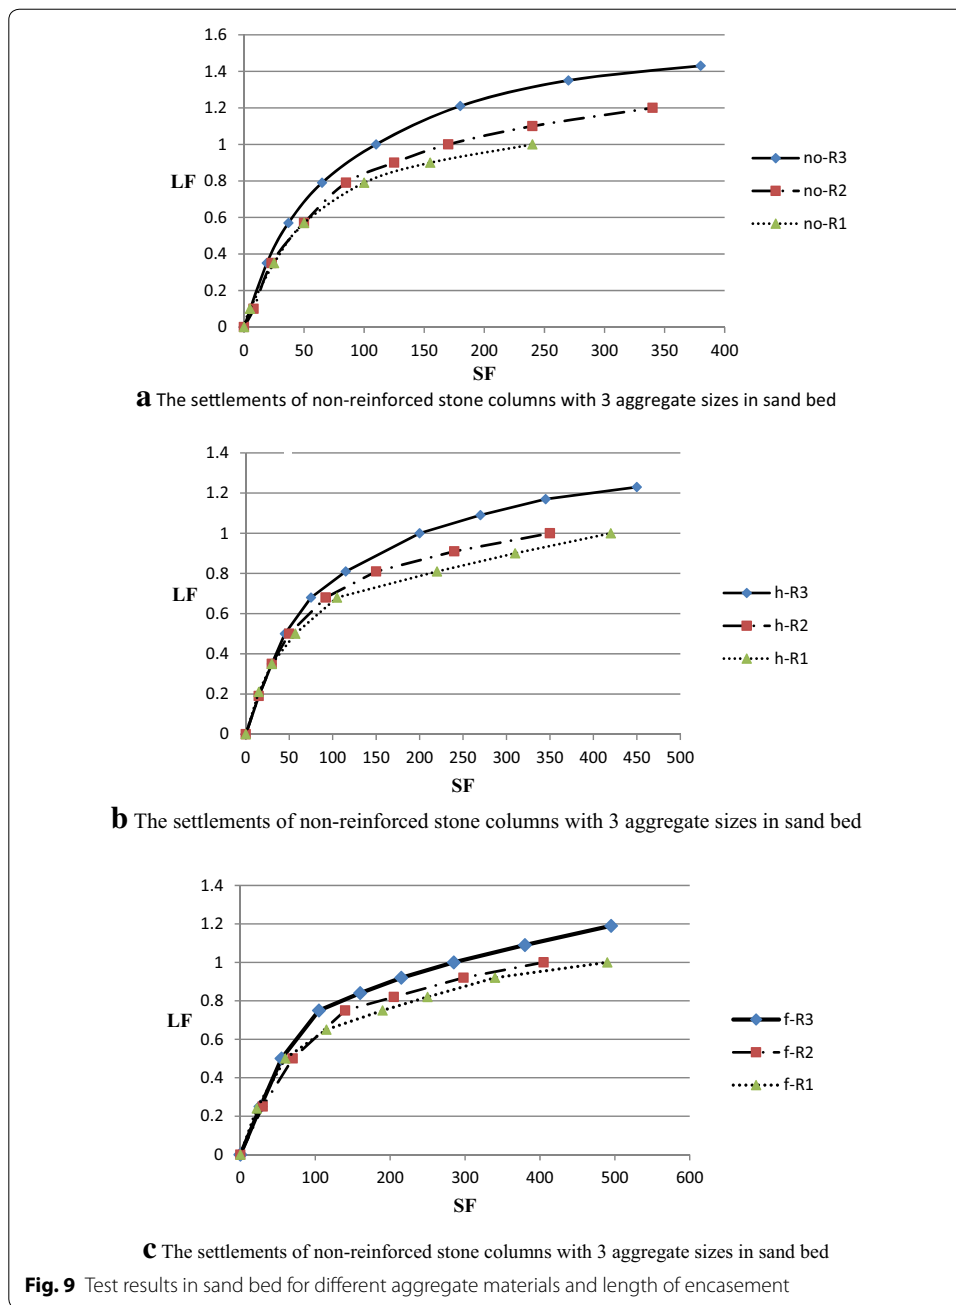 1.6
1.4
1.2
1
0.8
0.6
0.4
0.2
0
LF
0 50 100 150 200 250 300 350 400
SF
no-R3
no-R2
no-R1
a The settlements of non-reinforced stone columns with 3 aggregate sizes in sand bed
1.4
1.2
1
0.8
0.6
0.4
0.2
0
LF
0 50 100 150 200 250 300 350 400 450 500
SF
h-R3
h-R2
h-R1
b The settlements of non-reinforced stone columns with 3 aggregate sizes in sand bed
1.4
1.2
1
0.8
0.6
0.4
0.2
0
LF
0 100 200 300 400 500 600
SF
f-R3
f-R2
f-R1
c The settlements of non-reinforced stone columns with 3 aggregate sizes in sand bed
Fig. 9 Test results in sand bed for different aggregate materials and length of encasement